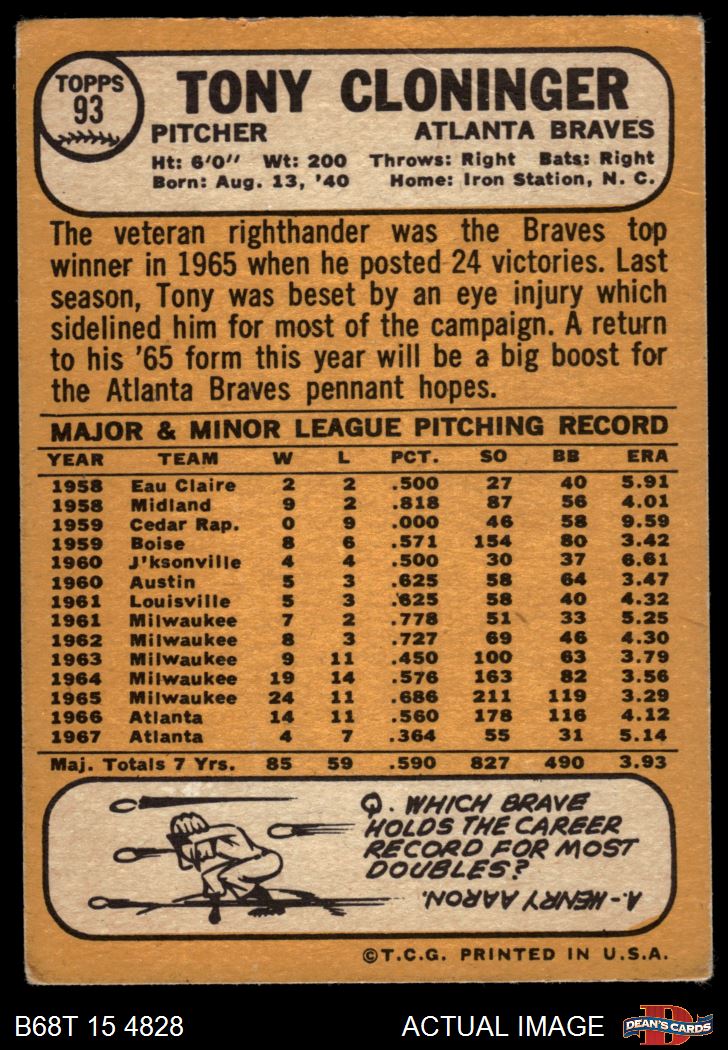 TOPPS
93
TONY CLONINGER
PITCHER ATLANTA BRAVES
Ht: 6'0" Wt: 200 Throws: Right Bats: Right
Born: Aug. 13, '40 Home: Iron Station, N. C.
The veteran righthander was the Braves top
winner in 1965 when he posted 24 victories. Last
season, Tony was beset by an eye injury which
sidelined him for most of the campaign. A return
to his '65 form this year will be a big boost for
the Atlanta Braves pennant hopes.
MAJOR & MINOR LEAGUE PITCHING RECORD
YEAR TEAM W L PCT. SO BB ERA
1958 Eau Claire 2 2 .500 27 40 5.91
1958 Midland 9 2 .818 87 56 4.01
1959 Cedar Rap. 0 9 .000 46 58 9.59
1959 Boise 8 6 .571 154 80 3.42
1960 J'ksonville 4 4 .500 30 37 6.61
1960 Austin 5 3 .625 58 64 3.47
1961 Louisville 5 3 .625 58 40 4.32
1961 Milwaukee 7 2 .778 51 33 5.25
1962 Milwaukee 8 3 .727 69 46 4.30
1963 Milwaukee 9 11 .450 100 63 3.79
1964 Milwaukee 19 14 .576 163 82 3.56
1965 Milwaukee 24 11 .686 211 119 3.29
1966 Atlanta 14 11 .560 178 116 4.12
1967 Atlanta 4 7 .364 55 31 5.14
Maj. Totals 7 Yrs. 85 59 .590 827 490 3.93
Q. WHICH BRAVE
HOLDS THE CAREER
RECORD FOR MOST
DOUBLES?
A-HENRY AARON.
©T.C.G. PRINTED IN U.S.A.
B68T 15 4828 ACTUAL IMAGE
D
DEAN'S CARDS